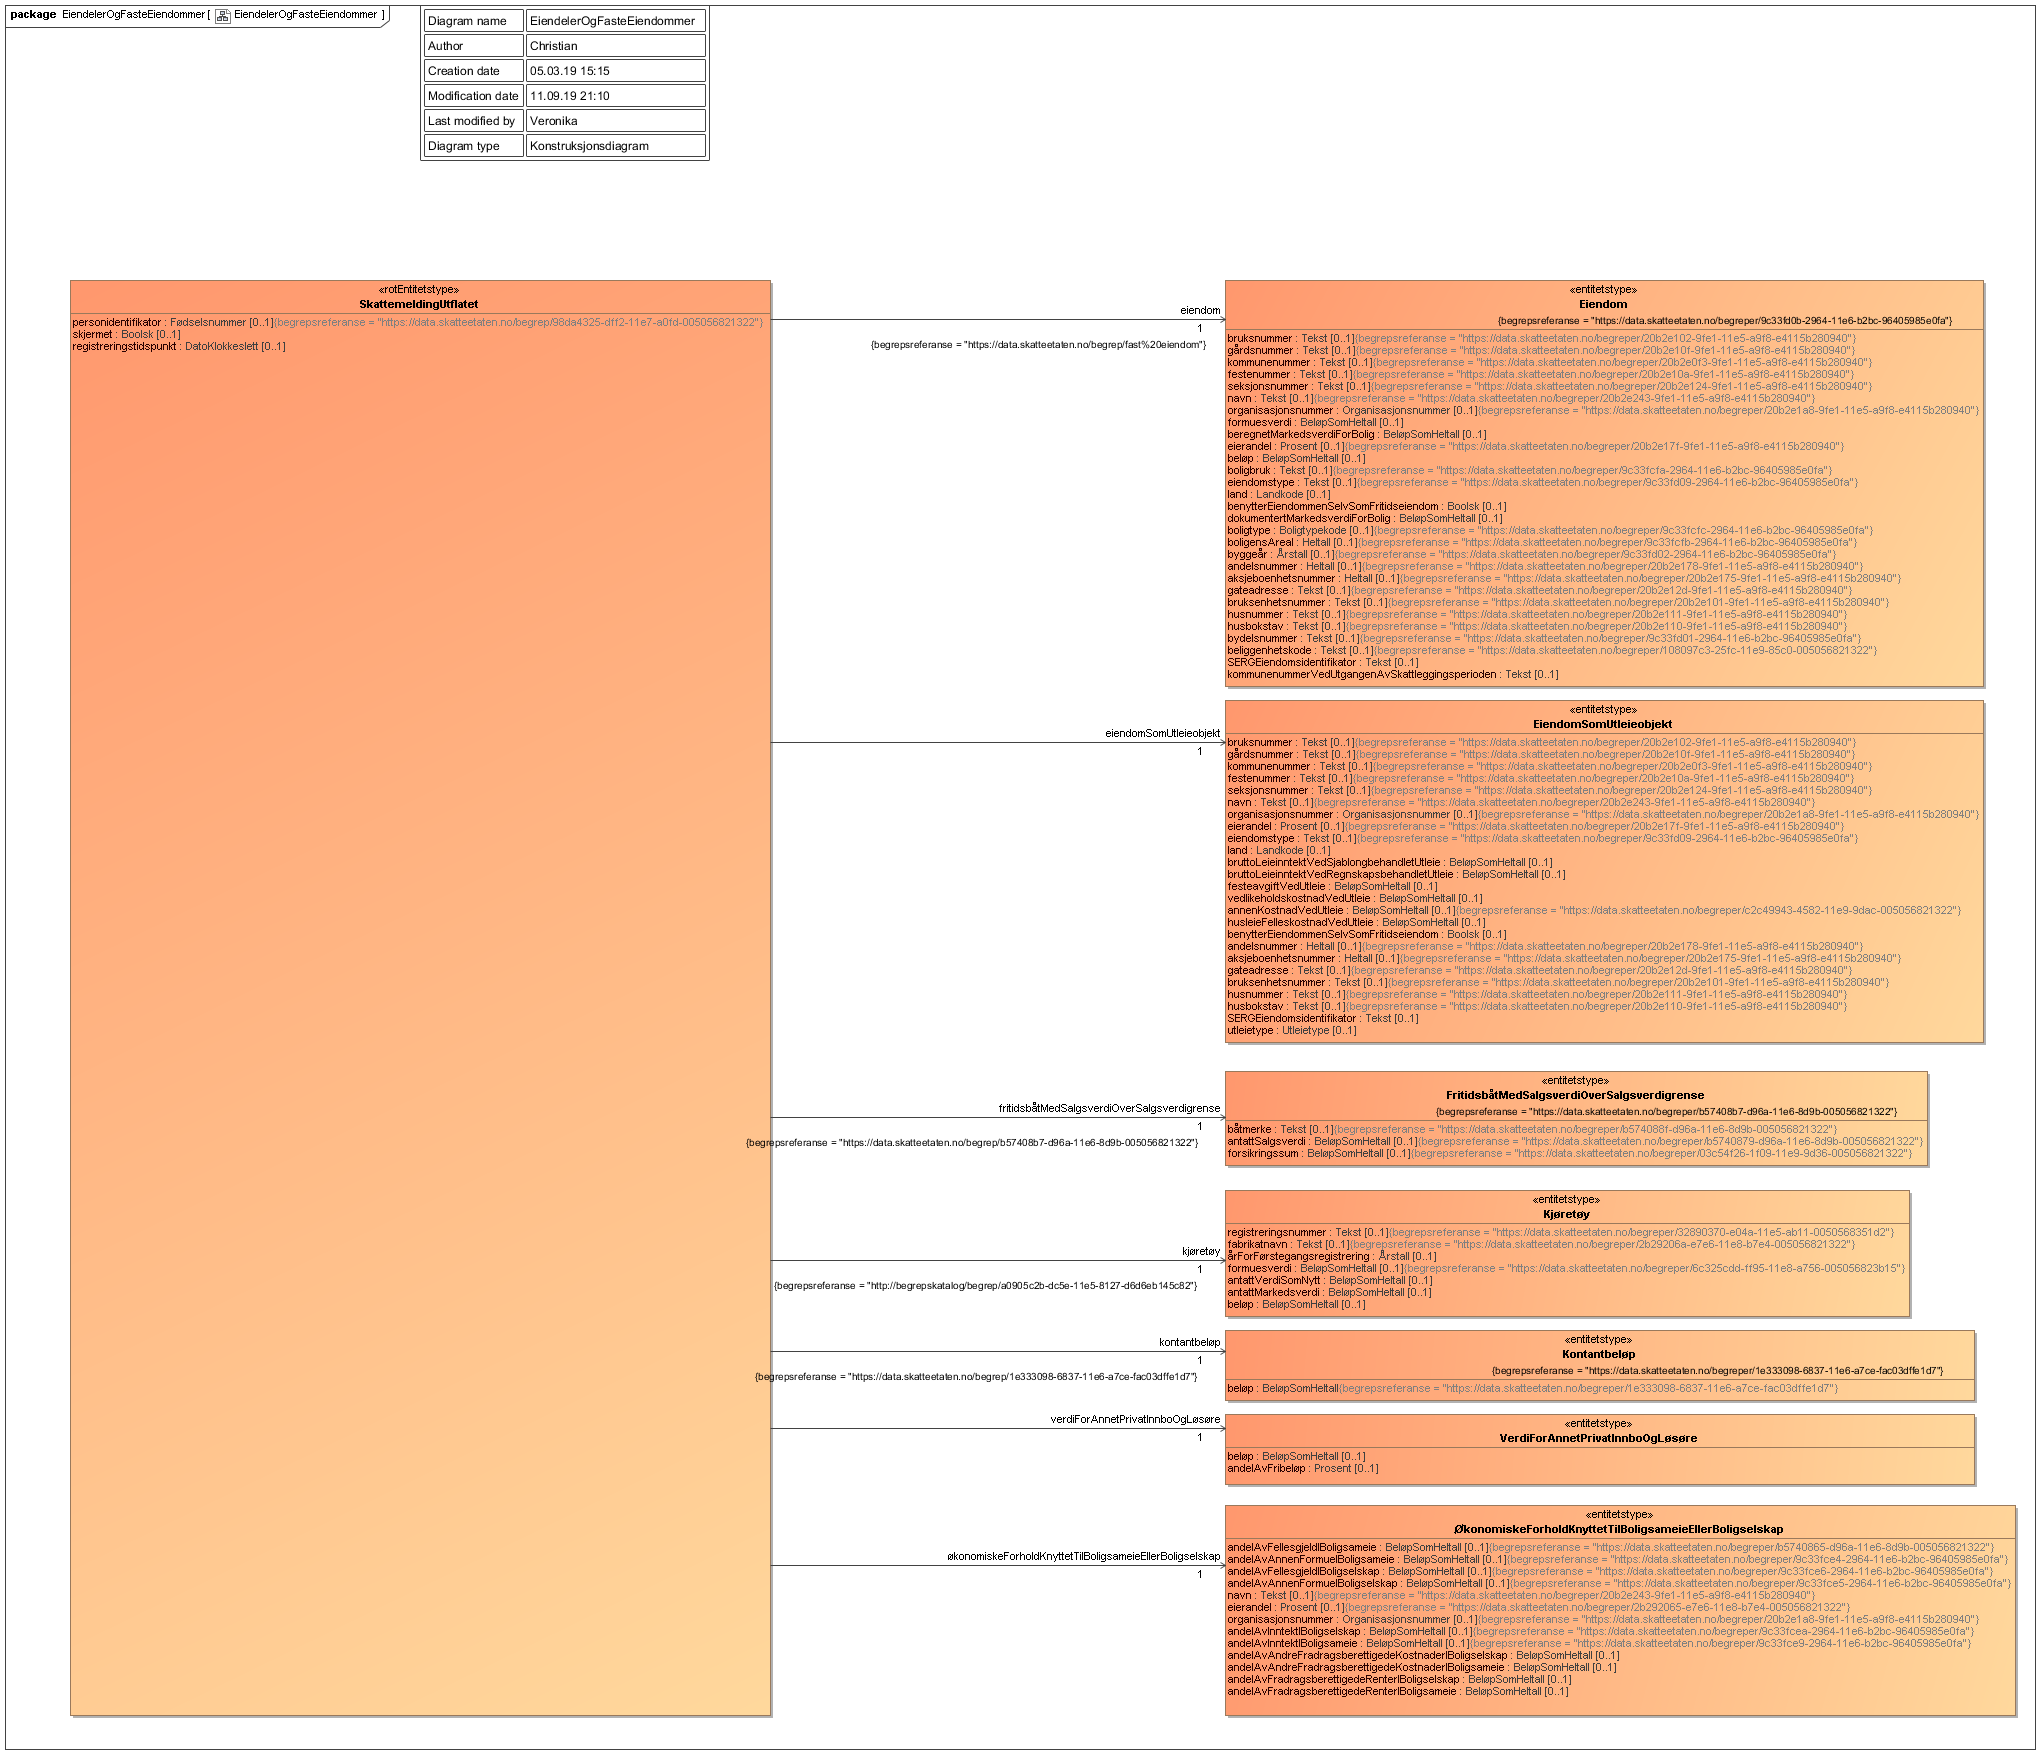 package EiendelerOgFasteEiendommer [ EiendelerOgFasteEiendommer ]
Diagram name EiendelerOgFasteEiendommer
Author Christian
Creation date 05.03.19 15:15
Modification date 11.09.19 21:10
Last modified by Veronika
Diagram type Konstruksjonsdiagram
«rotEntitetstype»
SkattemeldingUtflatet
personidentifikator : Fødselsnummer [0..1]{begrepsreferanse = "https://data.skatteetaten.no/begrep/98da4325-dff2-11e7-a0fd-005056821322"}
skjermet : Boolsk [0..1]
registreringstidspunkt : DatoKlokkeslett [0..1]
eiendom
1
{begrepsreferanse = "https://data.skatteetaten.no/begrep/fast%20eiendom"}
«entitetstype»
Eiendom
{begrepsreferanse = "https://data.skatteetaten.no/begreper/9c33fd0b-2964-11e6-b2bc-96405985e0fa"}
bruksnummer : Tekst [0..1]{begrepsreferanse = "https://data.skatteetaten.no/begreper/20b2e102-9fe1-11e5-a9f8-e4115b280940"}
gårdsnummer : Tekst [0..1]{begrepsreferanse = "https://data.skatteetaten.no/begreper/20b2e10f-9fe1-11e5-a9f8-e4115b280940"}
kommunenummer : Tekst [0..1]{begrepsreferanse = "https://data.skatteetaten.no/begreper/20b2e0f3-9fe1-11e5-a9f8-e4115b280940"}
festenummer : Tekst [0..1]{begrepsreferanse = "https://data.skatteetaten.no/begreper/20b2e10a-9fe1-11e5-a9f8-e4115b280940"}
seksjonsnummer : Tekst [0..1]{begrepsreferanse = "https://data.skatteetaten.no/begreper/20b2e124-9fe1-11e5-a9f8-e4115b280940"}
navn : Tekst [0..1]{begrepsreferanse = "https://data.skatteetaten.no/begreper/20b2e243-9fe1-11e5-a9f8-e4115b280940"}
organisasjonsnummer : Organisasjonsnummer [0..1]{begrepsreferanse = "https://data.skatteetaten.no/begreper/20b2e1a8-9fe1-11e5-a9f8-e4115b280940"}
formuesverdi : BeløpSomHeltall [0..1]
beregnetMarkedsverdiForBolig : BeløpSomHeltall [0..1]
eierandel : Prosent [0..1]{begrepsreferanse = "https://data.skatteetaten.no/begreper/20b2e17f-9fe1-11e5-a9f8-e4115b280940"}
beløp : BeløpSomHeltall [0..1]
boligbruk : Tekst [0..1]{begrepsreferanse = "https://data.skatteetaten.no/begreper/9c33fcfa-2964-11e6-b2bc-96405985e0fa"}
eiendomstype : Tekst [0..1]{begrepsreferanse = "https://data.skatteetaten.no/begreper/9c33fd09-2964-11e6-b2bc-96405985e0fa"}
land : Landkode [0..1]
benytterEiendommenSelvSomFritidseiendom : Boolsk [0..1]
dokumentertMarkedsverdiForBolig : BeløpSomHeltall [0..1]
boligtype : Boligtypekode [0..1]{begrepsreferanse = "https://data.skatteetaten.no/begreper/9c33fcfc-2964-11e6-b2bc-96405985e0fa"}
boligensAreal : Heltall [0..1]{begrepsreferanse = "https://data.skatteetaten.no/begreper/9c33fcfb-2964-11e6-b2bc-96405985e0fa"}
byggeår : Årstall [0..1]{begrepsreferanse = "https://data.skatteetaten.no/begreper/9c33fd02-2964-11e6-b2bc-96405985e0fa"}
andelsnummer : Heltall [0..1]{begrepsreferanse = "https://data.skatteetaten.no/begreper/20b2e178-9fe1-11e5-a9f8-e4115b280940"}
aksjeboenhetsnummer : Heltall [0..1]{begrepsreferanse = "https://data.skatteetaten.no/begreper/20b2e175-9fe1-11e5-a9f8-e4115b280940"}
gateadresse : Tekst [0..1]{begrepsreferanse = "https://data.skatteetaten.no/begreper/20b2e12d-9fe1-11e5-a9f8-e4115b280940"}
bruksenhetsnummer : Tekst [0..1]{begrepsreferanse = "https://data.skatteetaten.no/begreper/20b2e101-9fe1-11e5-a9f8-e4115b280940"}
husnummer : Tekst [0..1]{begrepsreferanse = "https://data.skatteetaten.no/begreper/20b2e111-9fe1-11e5-a9f8-e4115b280940"}
husbokstav : Tekst [0..1]{begrepsreferanse = "https://data.skatteetaten.no/begreper/20b2e110-9fe1-11e5-a9f8-e4115b280940"}
bydelsnummer : Tekst [0..1]{begrepsreferanse = "https://data.skatteetaten.no/begreper/9c33fd01-2964-11e6-b2bc-96405985e0fa"}
beliggenhetskode : Tekst [0..1]{begrepsreferanse = "https://data.skatteetaten.no/begreper/108097c3-25fc-11e9-85c0-005056821322"}
SERGEiendomsidentifikator : Tekst [0..1]
kommunenummerVedUtgangenAvSkattleggingsperioden : Tekst [0..1]
eiendomSomUtleieobjekt
1
«entitetstype»
EiendomSomUtleieobjekt
bruksnummer : Tekst [0..1]{begrepsreferanse = "https://data.skatteetaten.no/begreper/20b2e102-9fe1-11e5-a9f8-e4115b280940"}
gårdsnummer : Tekst [0..1]{begrepsreferanse = "https://data.skatteetaten.no/begreper/20b2e10f-9fe1-11e5-a9f8-e4115b280940"}
kommunenummer : Tekst [0..1]{begrepsreferanse = "https://data.skatteetaten.no/begreper/20b2e0f3-9fe1-11e5-a9f8-e4115b280940"}
festenummer : Tekst [0..1]{begrepsreferanse = "https://data.skatteetaten.no/begreper/20b2e10a-9fe1-11e5-a9f8-e4115b280940"}
seksjonsnummer : Tekst [0..1]{begrepsreferanse = "https://data.skatteetaten.no/begreper/20b2e124-9fe1-11e5-a9f8-e4115b280940"}
navn : Tekst [0..1]{begrepsreferanse = "https://data.skatteetaten.no/begreper/20b2e243-9fe1-11e5-a9f8-e4115b280940"}
organisasjonsnummer : Organisasjonsnummer [0..1]{begrepsreferanse = "https://data.skatteetaten.no/begreper/20b2e1a8-9fe1-11e5-a9f8-e4115b280940"}
eierandel : Prosent [0..1]{begrepsreferanse = "https://data.skatteetaten.no/begreper/20b2e17f-9fe1-11e5-a9f8-e4115b280940"}
eiendomstype : Tekst [0..1]{begrepsreferanse = "https://data.skatteetaten.no/begreper/9c33fd09-2964-11e6-b2bc-96405985e0fa"}
land : Landkode [0..1]
bruttoLeieinntektVedSjablongbehandletUtleie : BeløpSomHeltall [0..1]
bruttoLeieinntektVedRegnskapsbehandletUtleie : BeløpSomHeltall [0..1]
festeavgiftVedUtleie : BeløpSomHeltall [0..1]
vedlikeholdskostnadVedUtleie : BeløpSomHeltall [0..1]
annenKostnadVedUtleie : BeløpSomHeltall [0..1]{begrepsreferanse = "https://data.skatteetaten.no/begreper/c2c49943-4582-11e9-9dac-005056821322"}
husleieFelleskostnadVedUtleie : BeløpSomHeltall [0..1]
benytterEiendommenSelvSomFritidseiendom : Boolsk [0..1]
andelsnummer : Heltall [0..1]{begrepsreferanse = "https://data.skatteetaten.no/begreper/20b2e178-9fe1-11e5-a9f8-e4115b280940"}
aksjeboenhetsnummer : Heltall [0..1]{begrepsreferanse = "https://data.skatteetaten.no/begreper/20b2e175-9fe1-11e5-a9f8-e4115b280940"}
gateadresse : Tekst [0..1]{begrepsreferanse = "https://data.skatteetaten.no/begreper/20b2e12d-9fe1-11e5-a9f8-e4115b280940"}
bruksenhetsnummer : Tekst [0..1]{begrepsreferanse = "https://data.skatteetaten.no/begreper/20b2e101-9fe1-11e5-a9f8-e4115b280940"}
husnummer : Tekst [0..1]{begrepsreferanse = "https://data.skatteetaten.no/begreper/20b2e111-9fe1-11e5-a9f8-e4115b280940"}
husbokstav : Tekst [0..1]{begrepsreferanse = "https://data.skatteetaten.no/begreper/20b2e110-9fe1-11e5-a9f8-e4115b280940"}
SERGEiendomsidentifikator : Tekst [0..1]
utleietype : Utleietype [0..1]
fritidsbåtMedSalgsverdiOverSalgsverdigrense
1
{begrepsreferanse = "https://data.skatteetaten.no/begrep/b57408b7-d96a-11e6-8d9b-005056821322"}
«entitetstype»
FritidsbåtMedSalgsverdiOverSalgsverdigrense
{begrepsreferanse = "https://data.skatteetaten.no/begreper/b57408b7-d96a-11e6-8d9b-005056821322"}
båtmerke : Tekst [0..1]{begrepsreferanse = "https://data.skatteetaten.no/begreper/b574088f-d96a-11e6-8d9b-005056821322"}
antattSalgsverdi : BeløpSomHeltall [0..1]{begrepsreferanse = "https://data.skatteetaten.no/begreper/b5740879-d96a-11e6-8d9b-005056821322"}
forsikringssum : BeløpSomHeltall [0..1]{begrepsreferanse = "https://data.skatteetaten.no/begreper/03c54f26-1f09-11e9-9d36-005056821322"}
kjøretøy
1
{begrepsreferanse = "http://begrepskatalog/begrep/a0905c2b-dc5e-11e5-8127-d6d6eb145c82"}
«entitetstype»
Kjøretøy
registreringsnummer : Tekst [0..1]{begrepsreferanse = "https://data.skatteetaten.no/begreper/32890370-e04a-11e5-ab11-0050568351d2"}
fabrikatnavn : Tekst [0..1]{begrepsreferanse = "https://data.skatteetaten.no/begreper/2b29206a-e7e6-11e8-b7e4-005056821322"}
årForFørstegangsregistrering : Årstall [0..1]
formuesverdi : BeløpSomHeltall [0..1]{begrepsreferanse = "https://data.skatteetaten.no/begreper/6c325cdd-ff95-11e8-a756-005056823b15"}
antattVerdiSomNytt : BeløpSomHeltall [0..1]
antattMarkedsverdi : BeløpSomHeltall [0..1]
beløp : BeløpSomHeltall [0..1]
kontantbeløp
1
{begrepsreferanse = "https://data.skatteetaten.no/begrep/1e333098-6837-11e6-a7ce-fac03dffe1d7"}
«entitetstype»
Kontantbeløp
{begrepsreferanse = "https://data.skatteetaten.no/begreper/1e333098-6837-11e6-a7ce-fac03dffe1d7"}
beløp : BeløpSomHeltall{begrepsreferanse = "https://data.skatteetaten.no/begreper/1e333098-6837-11e6-a7ce-fac03dffe1d7"}
verdiForAnnetPrivatInnboOgLøsøre
1
«entitetstype»
VerdiForAnnetPrivatInnboOgLøsøre
beløp : BeløpSomHeltall [0..1]
andelAvFribeløp : Prosent [0..1]
økonomiskeForholdKnyttetTilBoligsameieEllerBoligselskap
1
«entitetstype»
ØkonomiskeForholdKnyttetTilBoligsameieEllerBoligselskap
andelAvFellesgjeldIBoligsameie : BeløpSomHeltall [0..1]{begrepsreferanse = "https://data.skatteetaten.no/begreper/b5740865-d96a-11e6-8d9b-005056821322"}
andelAvAnnenFormueIBoligsameie : BeløpSomHeltall [0..1]{begrepsreferanse = "https://data.skatteetaten.no/begreper/9c33fce4-2964-11e6-b2bc-96405985e0fa"}
andelAvFellesgjeldIBoligselskap : BeløpSomHeltall [0..1]{begrepsreferanse = "https://data.skatteetaten.no/begreper/9c33fce6-2964-11e6-b2bc-96405985e0fa"}
andelAvAnnenFormueIBoligselskap : BeløpSomHeltall [0..1]{begrepsreferanse = "https://data.skatteetaten.no/begreper/9c33fce5-2964-11e6-b2bc-96405985e0fa"}
navn : Tekst [0..1]{begrepsreferanse = "https://data.skatteetaten.no/begreper/20b2e243-9fe1-11e5-a9f8-e4115b280940"}
eierandel : Prosent [0..1]{begrepsreferanse = "https://data.skatteetaten.no/begreper/2b292065-e7e6-11e8-b7e4-005056821322"}
organisasjonsnummer : Organisasjonsnummer [0..1]{begrepsreferanse = "https://data.skatteetaten.no/begreper/20b2e1a8-9fe1-11e5-a9f8-e4115b280940"}
andelAvInntektIBoligselskap : BeløpSomHeltall [0..1]{begrepsreferanse = "https://data.skatteetaten.no/begreper/9c33fcea-2964-11e6-b2bc-96405985e0fa"}
andelAvInntektIBoligsameie : BeløpSomHeltall [0..1]{begrepsreferanse = "https://data.skatteetaten.no/begreper/9c33fce9-2964-11e6-b2bc-96405985e0fa"}
andelAvAndreFradragsberettigedeKostnaderIBoligselskap : BeløpSomHeltall [0..1]
andelAvAndreFradragsberettigedeKostnaderIBoligsameie : BeløpSomHeltall [0..1]
andelAvFradragsberettigedeRenterIBoligselskap : BeløpSomHeltall [0..1]
andelAvFradragsberettigedeRenterIBoligsameie : BeløpSomHeltall [0..1]